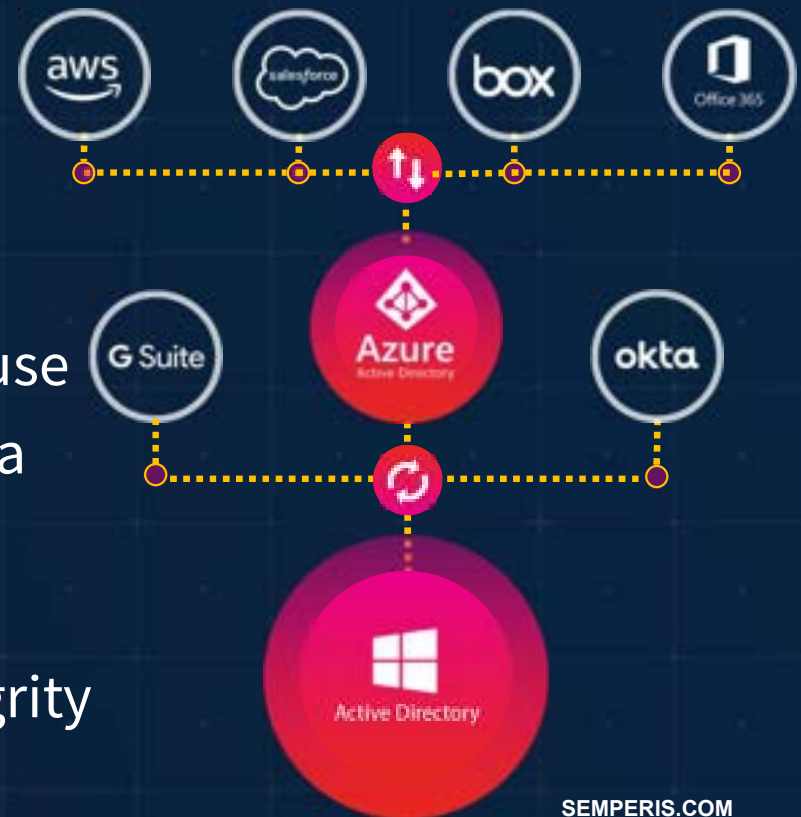 aws
salesforce
box
Office 365
Azure
Active Directory
use
G Suite
okta
a
grity
Active Directory
SEMPERIS.COM